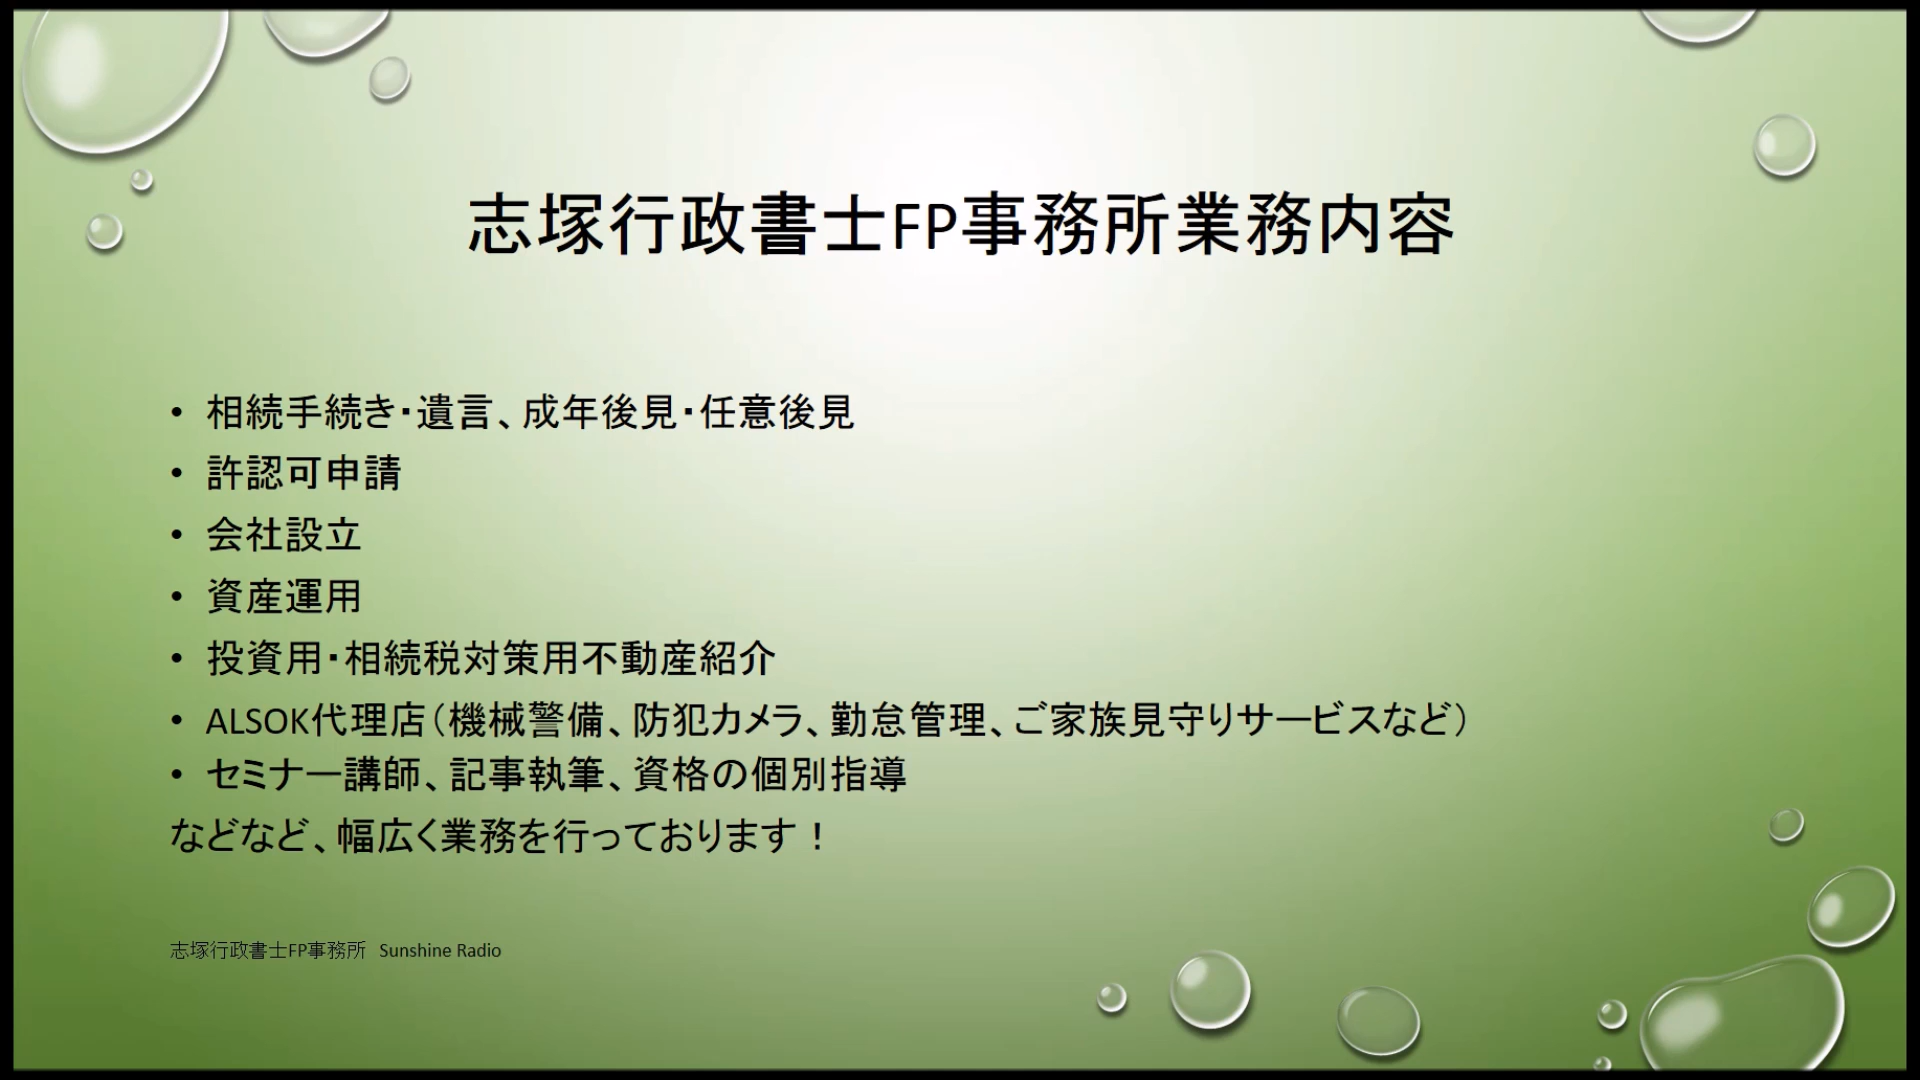 志塚行政書士FP事務所業務内容
• 相続手続き・遺言、成年後見・任意後見
• 許認可申請
• 会社設立
• 資産運用
• 投資用・相続税対策用不動産紹介
• ALSOK代理店（機械警備、防犯カメラ、勤怠管理、ご家族見守りサービスなど）
• セミナー講師、記事執筆、資格の個別指導
などなど、幅広く業務を行っております！
志塚行政書士FP事務所 Sunshine Radio